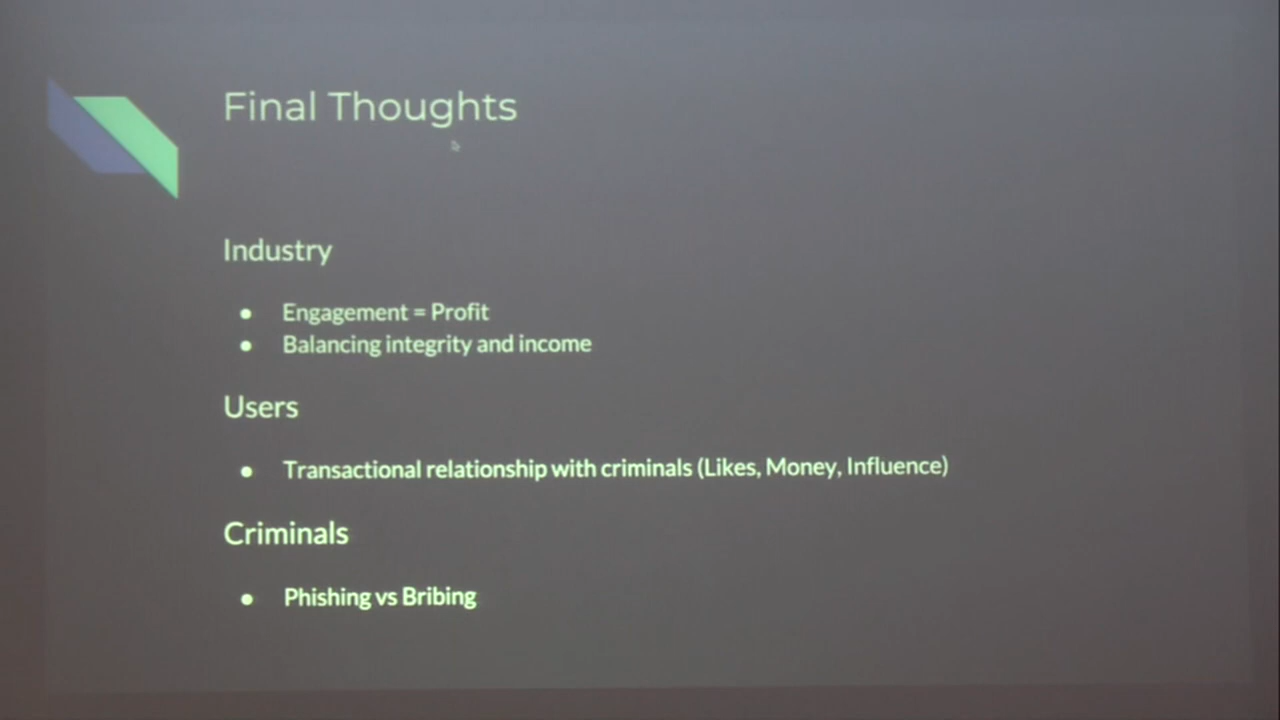 Final Thoughts
Industry
● Engagement = Profit
● Balancing integrity and income
Users
● Transactional relationship with criminals (Likes, Money, Influence)
Criminals
● Phishing vs Bribing